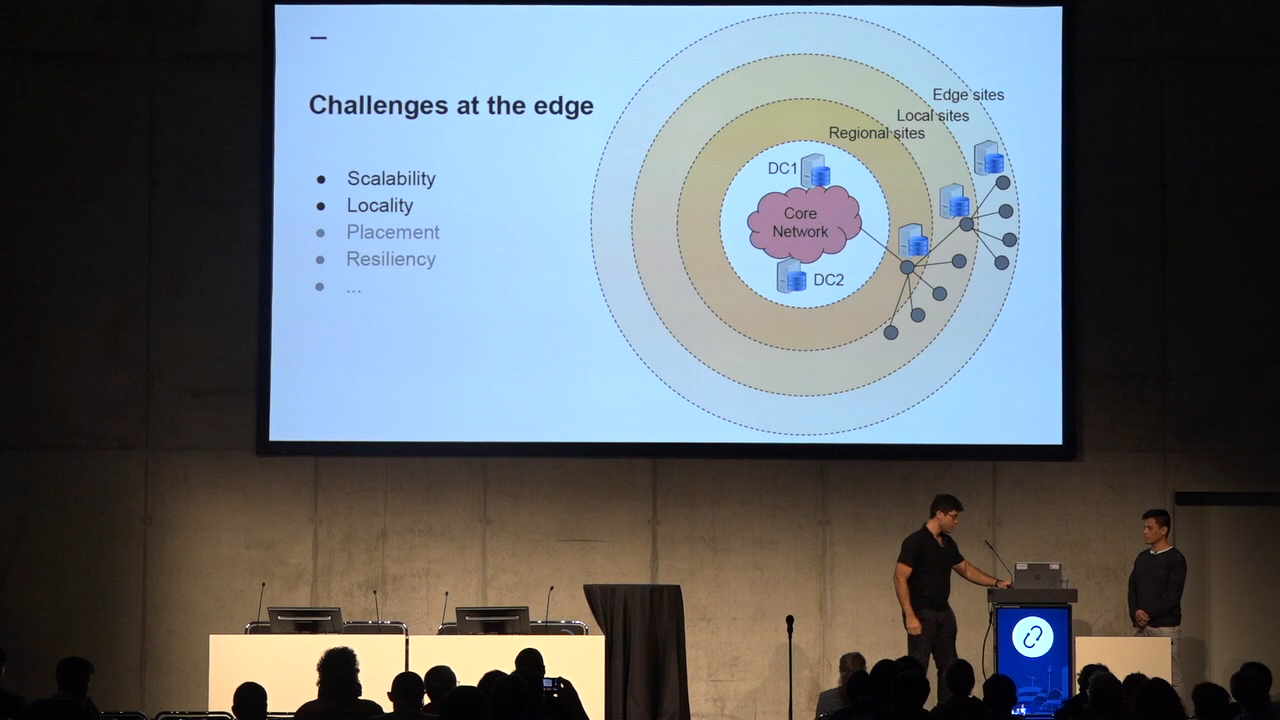 Challenges at the edge
Scalability
Locality
Placement
Resiliency
...
Edge sites
Local sites
Regional sites
DC1
Core
Network
DC2